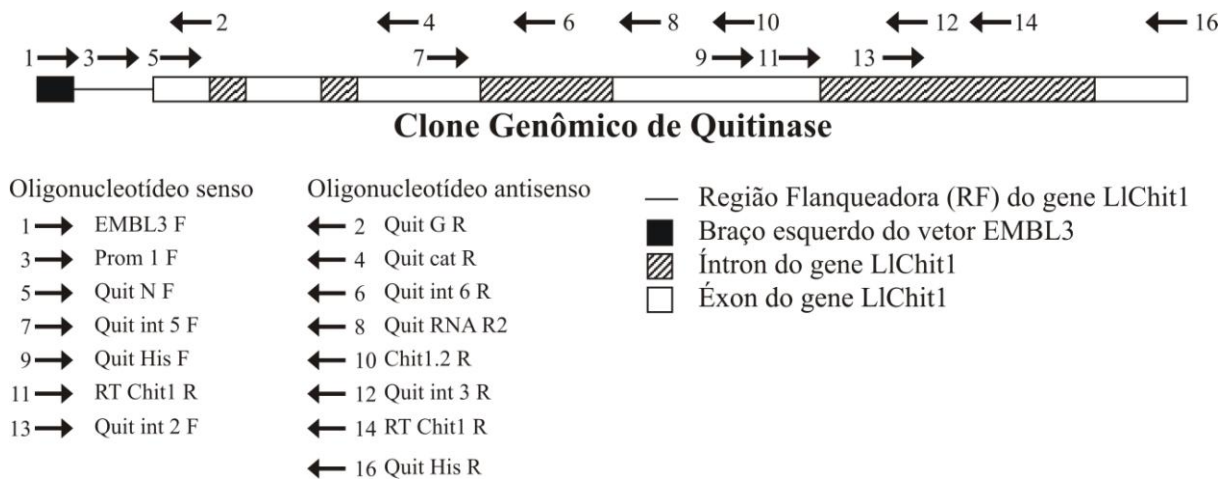 2 4 6 8 10 12 14 16
1 3 5 7 9 11 13
Clone Genômico de Quitinase
Oligonucleotídeo senso
1 EMBL3 F
3 Prom 1 F
5 Quit N F
7 Quit int 5 F
9 Quit His F
11 RT Chit1 R
13 Quit int 2 F
Oligonucleotídeo antisenso
2 Quit G R
4 Quit cat R
6 Quit int 6 R
8 Quit RNA R2
10 Chit1.2 R
12 Quit int 3 R
14 RT Chit1 R
16 Quit His R
Região Flanqueadora (RF) do gene LlChit1
Braço esquerdo do vetor EMBL3
Íntron do gene LlChit1
Éxon do gene LlChit1